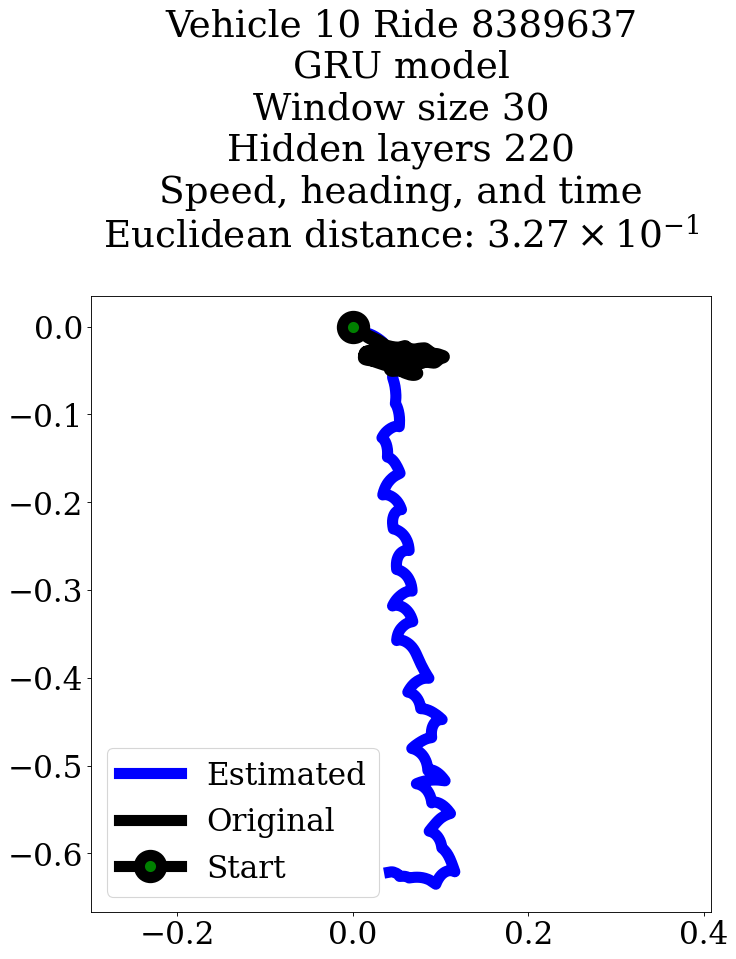 Vehicle 10 Ride 8389637
GRU model
Window size 30
Hidden layers 220
Speed, heading, and time
Euclidean distance: 3.27 × 10⁻¹
0.0
−0.1
−0.2
−0.3
−0.4
−0.5
−0.6
Estimated
Original
Start
−0.2
0.0
0.2
0.4